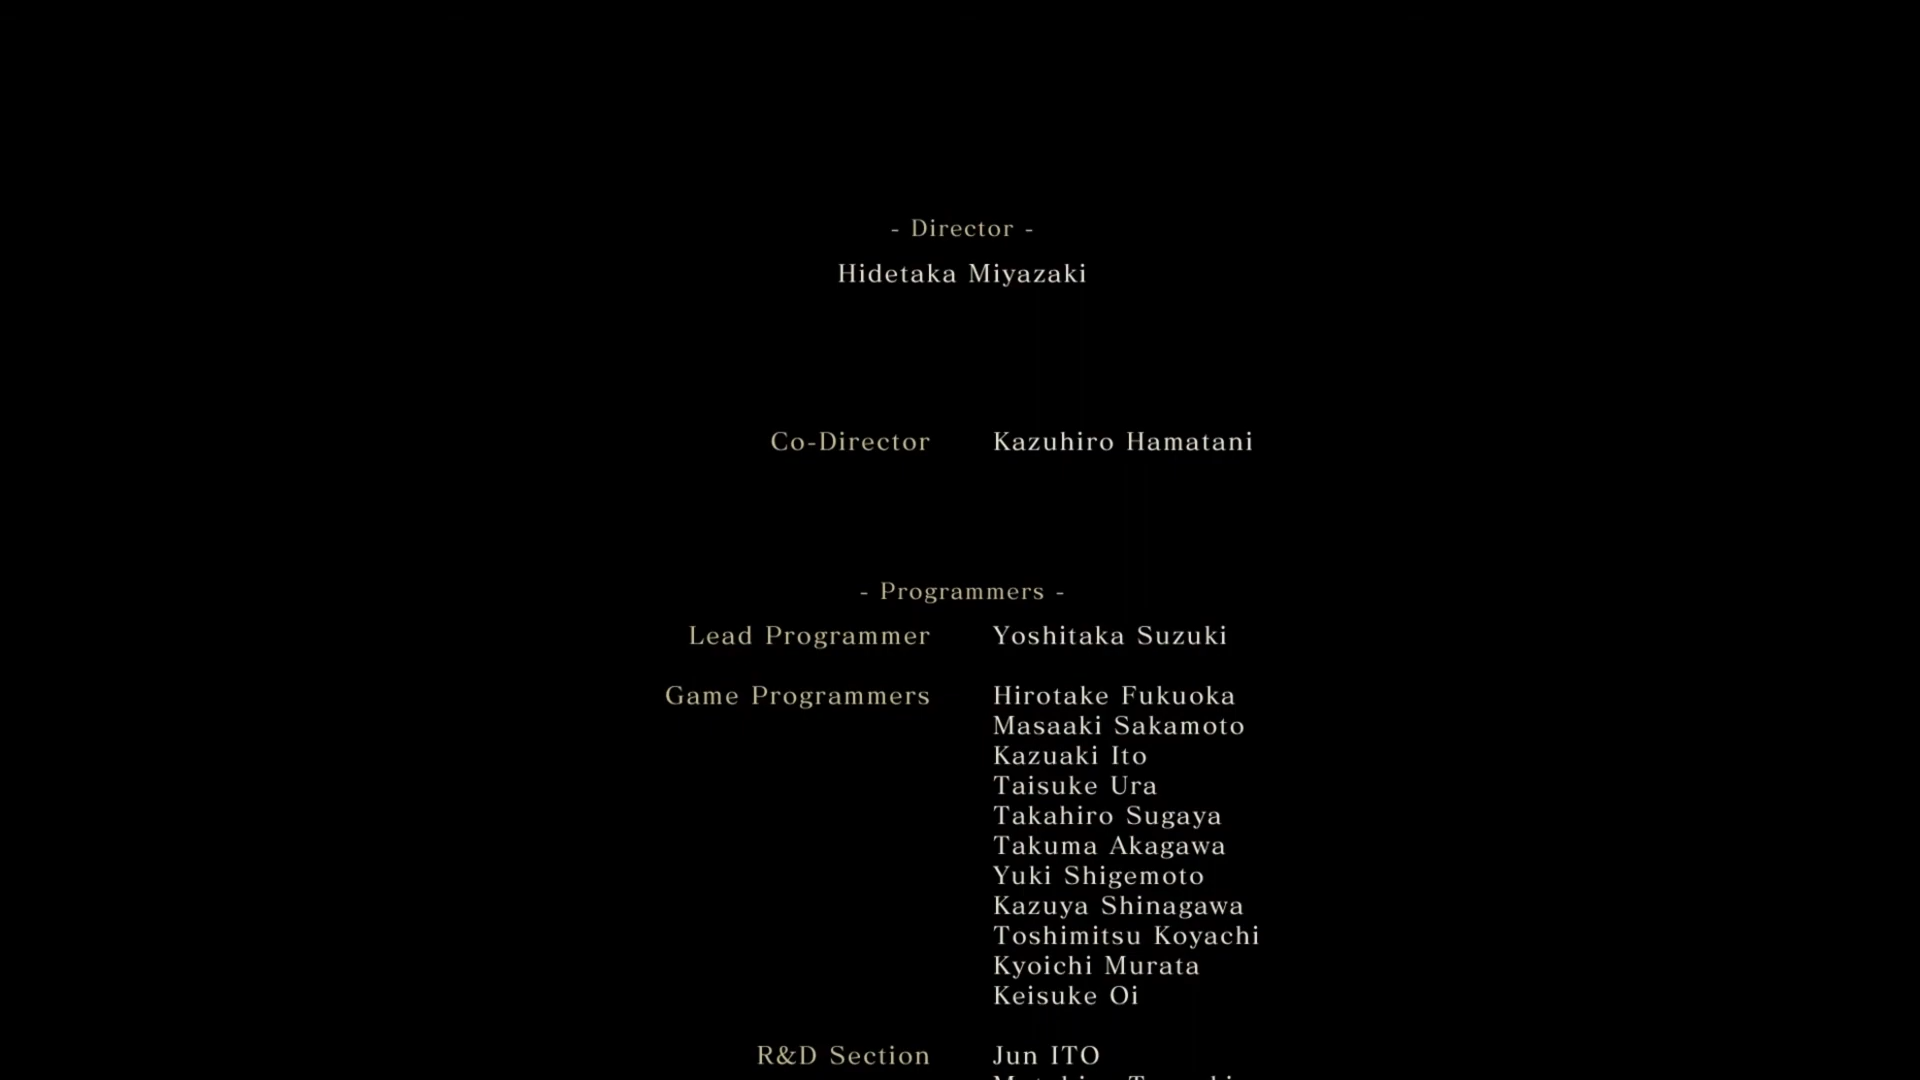 - Director -
Hidetaka Miyazaki
Co-Director Kazuhiro Hamatani
- Programmers -
Lead Programmer Yoshitaka Suzuki
Game Programmers Hirotake Fukuoka
Masaaki Sakamoto
Kazuaki Ito
Taisuke Ura
Takahiro Sugaya
Takuma Akagawa
Yuki Shigemoto
Kazuya Shinagawa
Toshimitsu Koyachi
Kyoichi Murata
Keisuke Oi
R&D Section Jun ITO